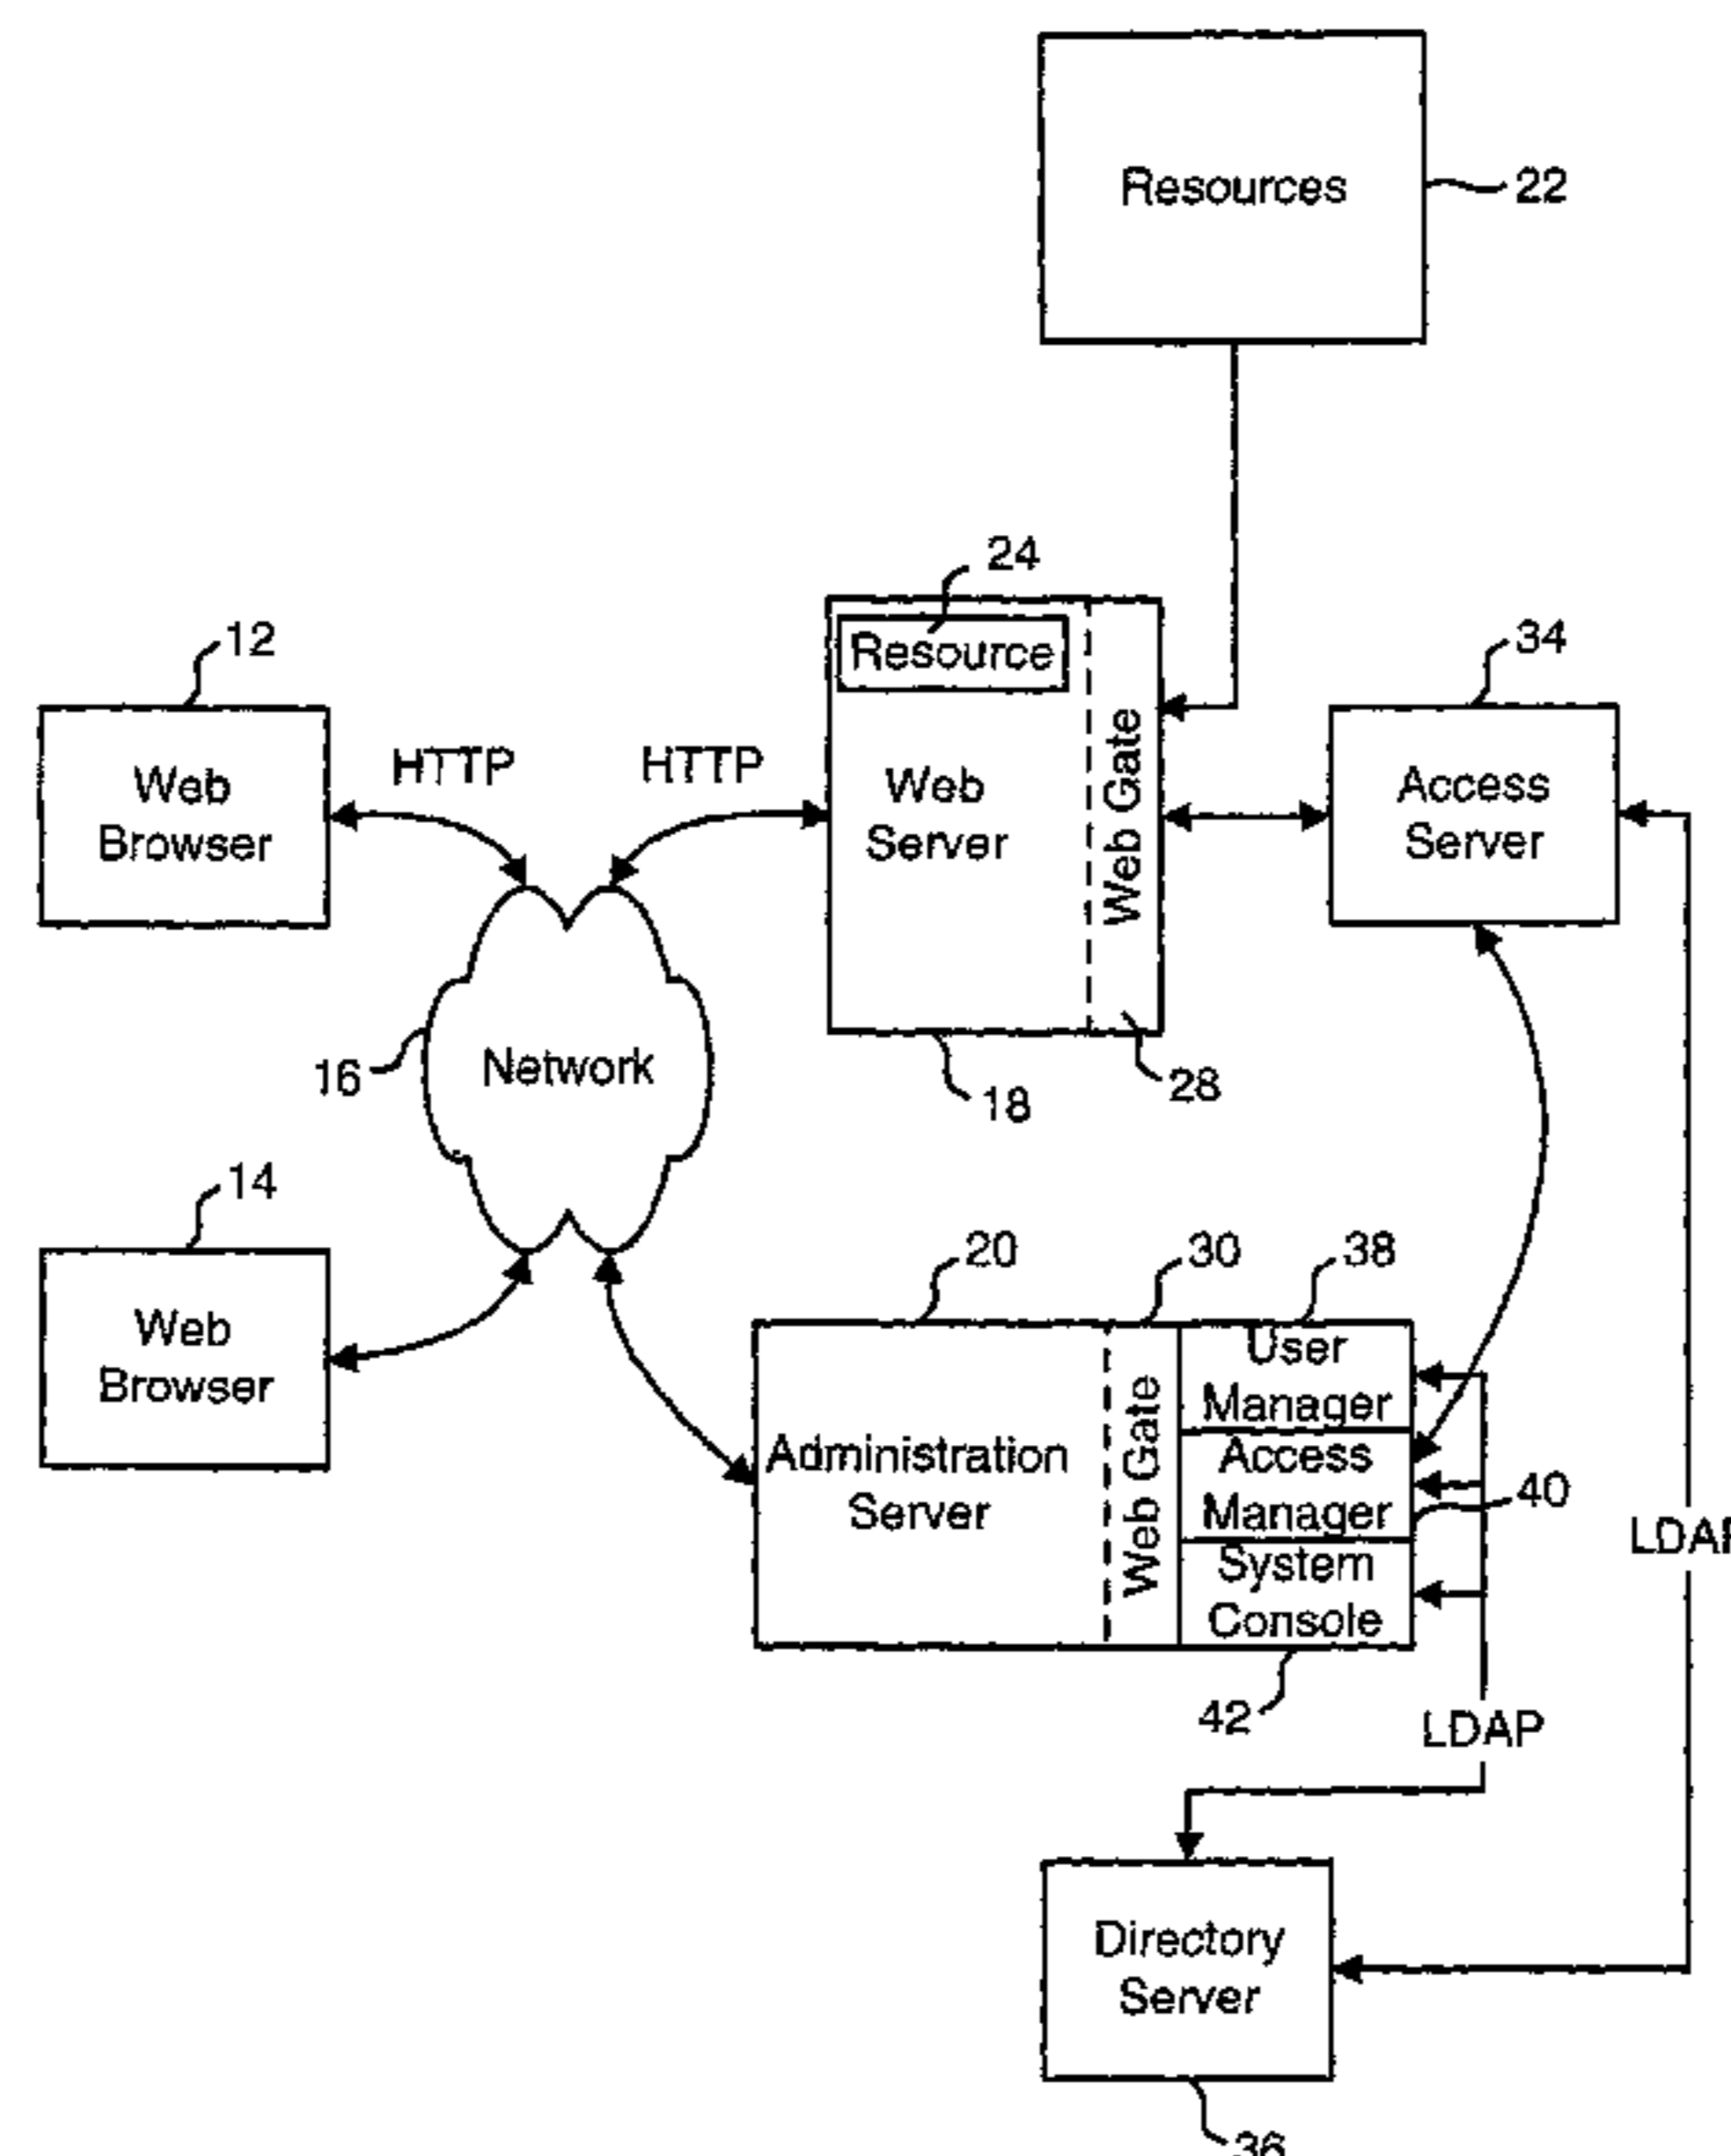 Resources
22
24
Resource
12
34
HTTP
HTTP
Web
Browser
Web
Server
Web Gate
Access
Server
16
Network
18
28
14
20
30
38
Web
Browser
User
Manager
Administration
Server
Web Gate
Access
Manager
40
System
Console
42
LDAP
Directory
Server
36